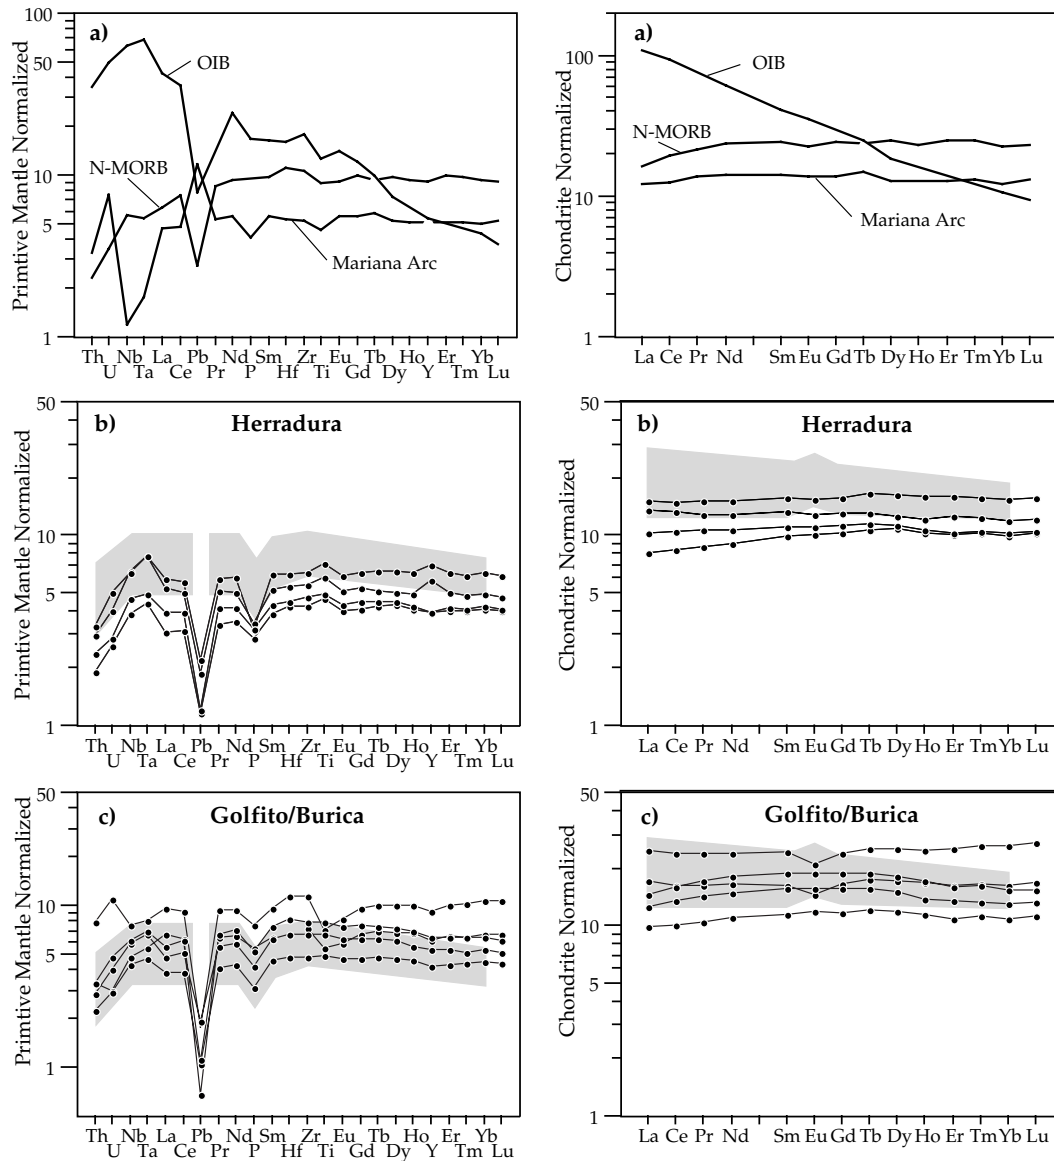 a)
Primtive Mantle Normalized
100
50
10
5
1
OIB
N-MORB
Mariana Arc
Th Nb La Pb Nd Sm Zr Eu Tb Ho Er Yb
U Ta Ce Pr P Hf Ti Gd Dy Y Tm Lu
a)
Chondrite Normalized
100
10
1
OIB
N-MORB
Mariana Arc
La Ce Pr Nd Sm Eu Gd Tb Dy Ho Er Tm Yb Lu
b) Herradura
Primtive Mantle Normalized
50
10
5
1
Th Nb La Pb Nd Sm Zr Eu Tb Ho Er Yb
U Ta Ce Pr P Hf Ti Gd Dy Y Tm Lu
b) Herradura
Chondrite Normalized
50
10
5
1
La Ce Pr Nd Sm Eu Gd Tb Dy Ho Er Tm Yb Lu
c) Golfito/Burica
Primtive Mantle Normalized
50
10
5
1
Th Nb La Pb Nd Sm Zr Eu Tb Ho Er Yb
U Ta Ce Pr P Hf Ti Gd Dy Y Tm Lu
c) Golfito/Burica
Chondrite Normalized
50
10
5
1
La Ce Pr Nd Sm Eu Gd Tb Dy Ho Er Tm Yb Lu